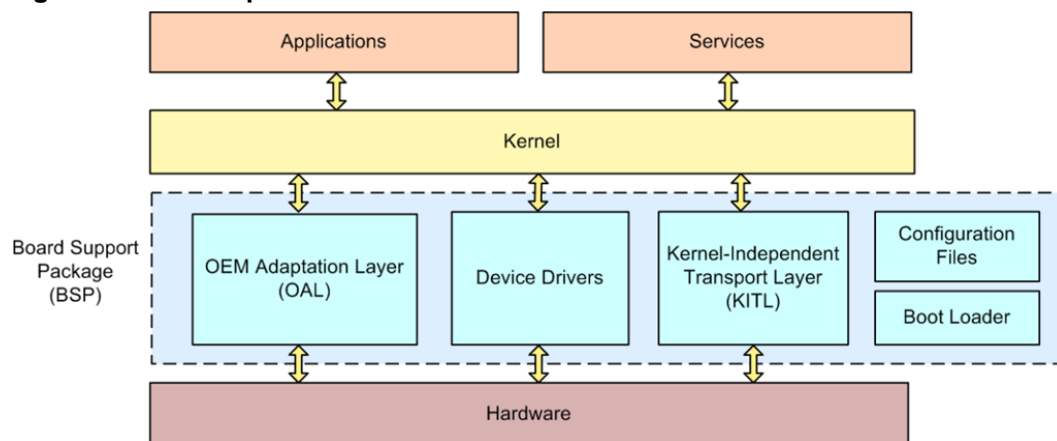 Applications
Services
Kernel
Board Support
Package
(BSP)
OEM Adaptation Layer
(OAL)
Device Drivers
Kernel-Independent
Transport Layer
(KITL)
Configuration
Files
Boot Loader
Hardware